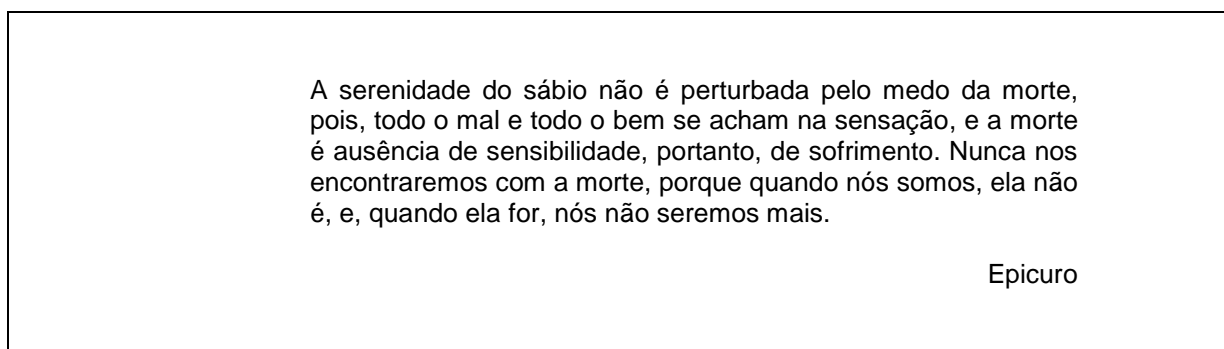 A serenidade do sábio não é perturbada pelo medo da morte,
pois, todo o mal e todo o bem se acham na sensação, e a morte
é ausência de sensibilidade, portanto, de sofrimento. Nunca nos
encontraremos com a morte, porque quando nós somos, ela não
é, e, quando ela for, nós não seremos mais.
Epicuro